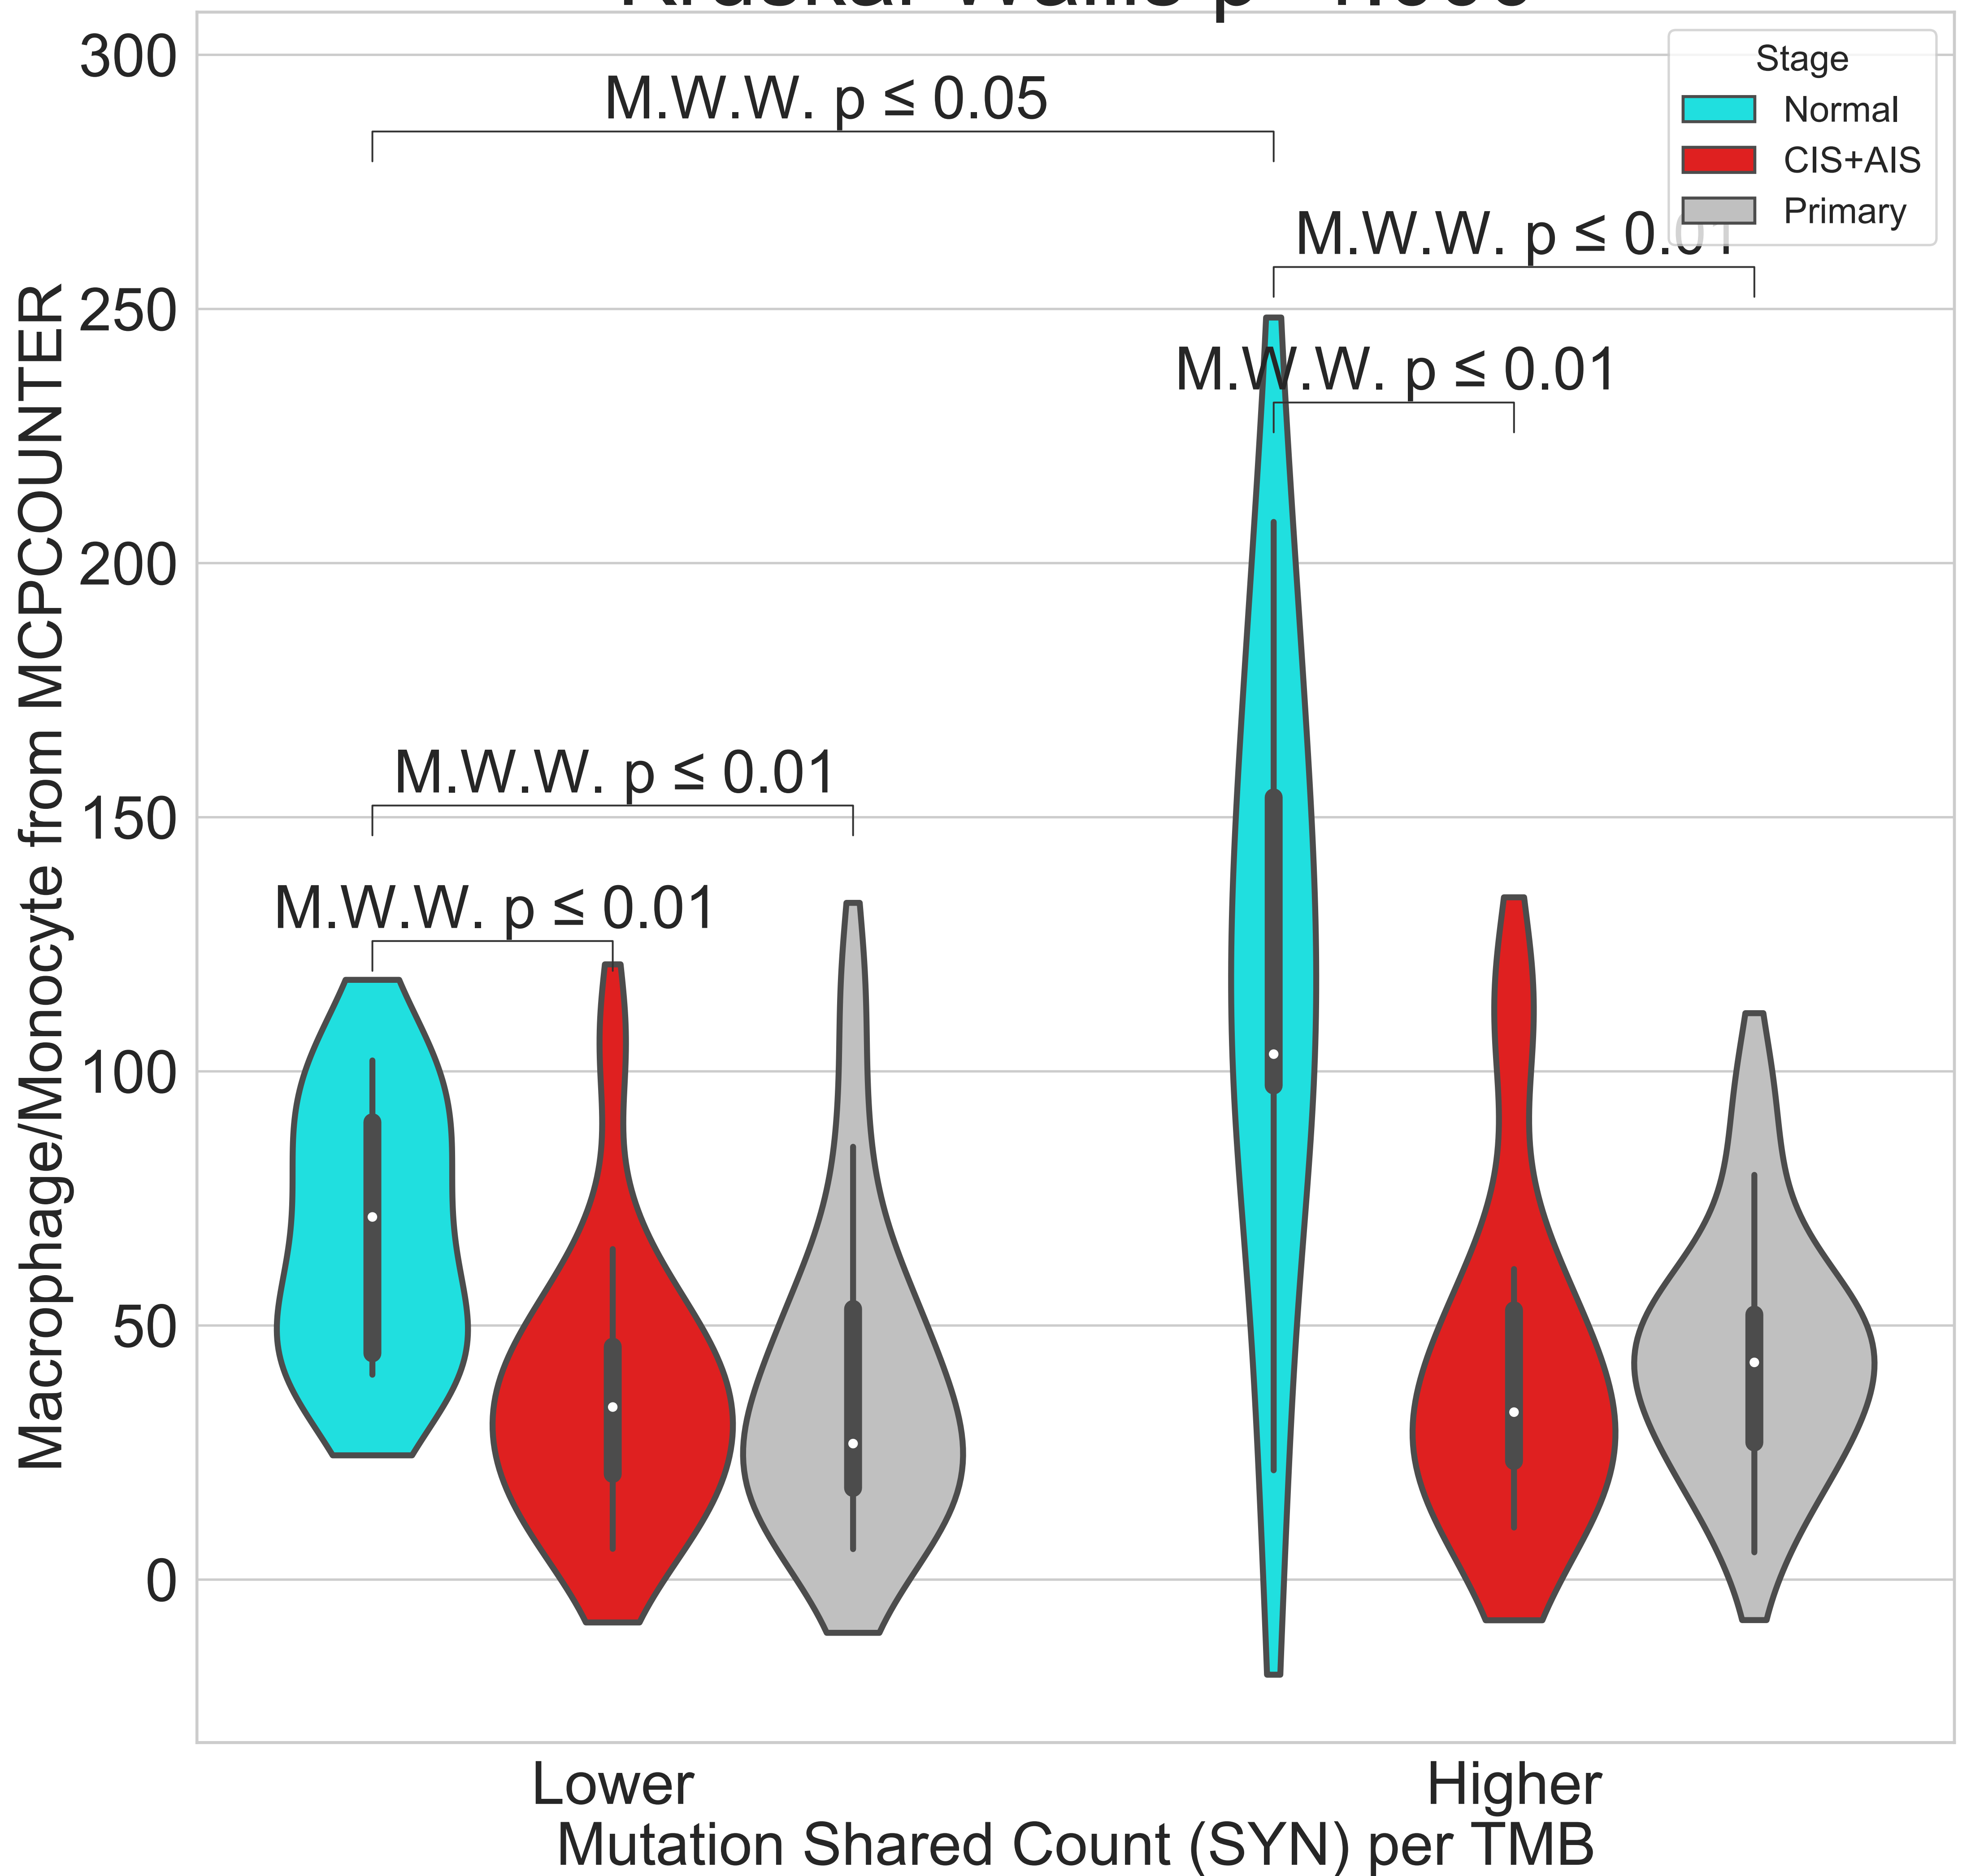 300
M.W.W. p ≤ 0.05
Stage
Normal
CIS+AIS
Primary
M.W.W. p ≤ 0.01
250
M.W.W. p ≤ 0.01
200
M.W.W. p ≤ 0.01
150
M.W.W. p ≤ 0.01
100
50
0
Macrophage/Monocyte from MCPCOUNTER
Lower
Higher
Mutation Shared Count (SYN) per TMB